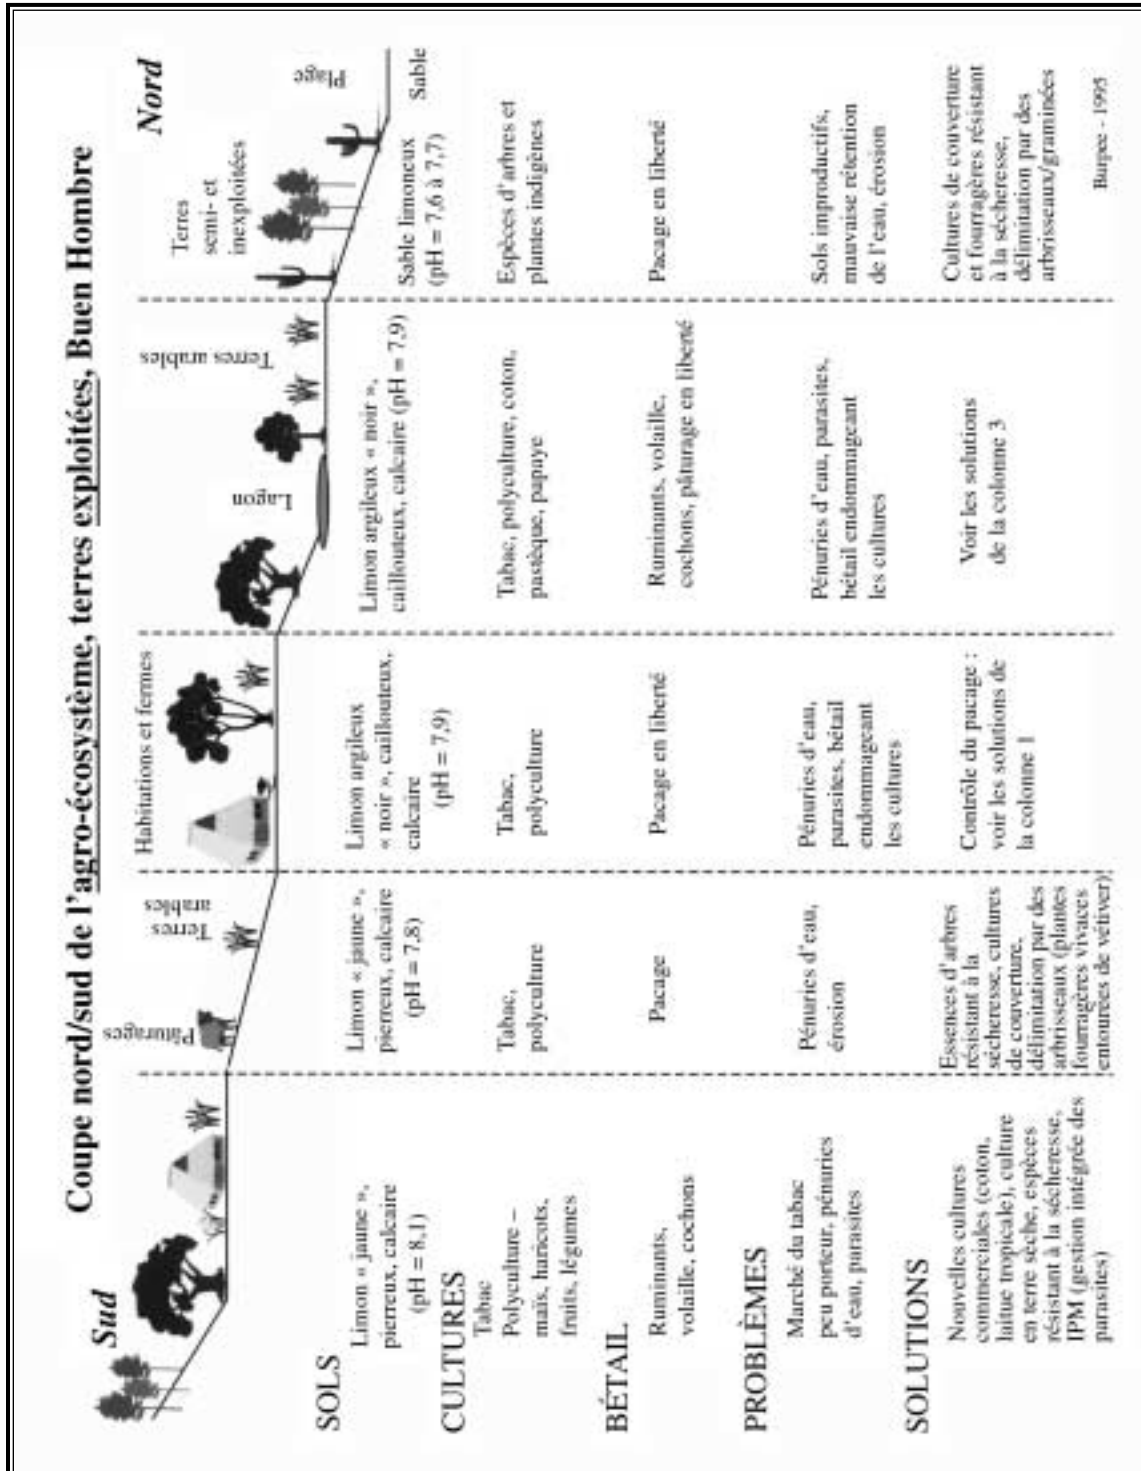 Coupe nord/sud de l'agro-écosystème, terres exploitées, Buen Hombre
Sud
Nord
Pâturages
Terres
arables
Habitations et fermes
Lagon
Terres arables
Terres
semi- et
inexploitées
Plage
SOLS
Limon « jaune »,
pierreux, calcaire
(pH = 8,1)
Limon « jaune »,
pierreux, calcaire
(pH = 7,8)
Limon argileux
« noir », caillouteux,
calcaire
(pH = 7,9)
Limon argileux « noir »,
caillouteux, calcaire (pH = 7,9)
Sable limoneux
(pH = 7,6 à 7,7)
Sable
CULTURES
Tabac
Polyculture –
maïs, haricots,
fruits, légumes
Tabac,
polyculture
Tabac,
polyculture
Tabac, polyculture, coton,
pastèque, papaye
Espèces d'arbres et
plantes indigènes
BÉTAIL
Ruminants,
volaille, cochons
Pacage
Pacage en liberté
Ruminants, volaille,
cochons, pâturage en liberté
Pacage en liberté
PROBLÈMES
Marché du tabac
peu porteur, pénuries
d'eau, parasites
Pénuries d'eau,
érosion
Pénuries d'eau,
parasites, bétail
endommageant
les cultures
Pénuries d'eau, parasites,
bétail endommageant
les cultures
Sols improductifs,
mauvaise rétention
de l'eau, érosion
SOLUTIONS
Nouvelles cultures
commerciales (coton,
laitue tropicale), culture
en terre sèche, espèces
résistant à la sécheresse,
IPM (gestion intégrée des
parasites)
Essences d'arbres
résistant à la
sécheresse, cultures
de couverture,
délimitation par des
arbrisseaux (plantes
fourragères vivaces
entourées de vétiver)
Contrôle du pacage :
voir les solutions de
la colonne 1
Voir les solutions
de la colonne 3
Cultures de couverture
et fourragères résistant
à la sécheresse,
délimitation par des
arbrisseaux/graminées
Burpee - 1995